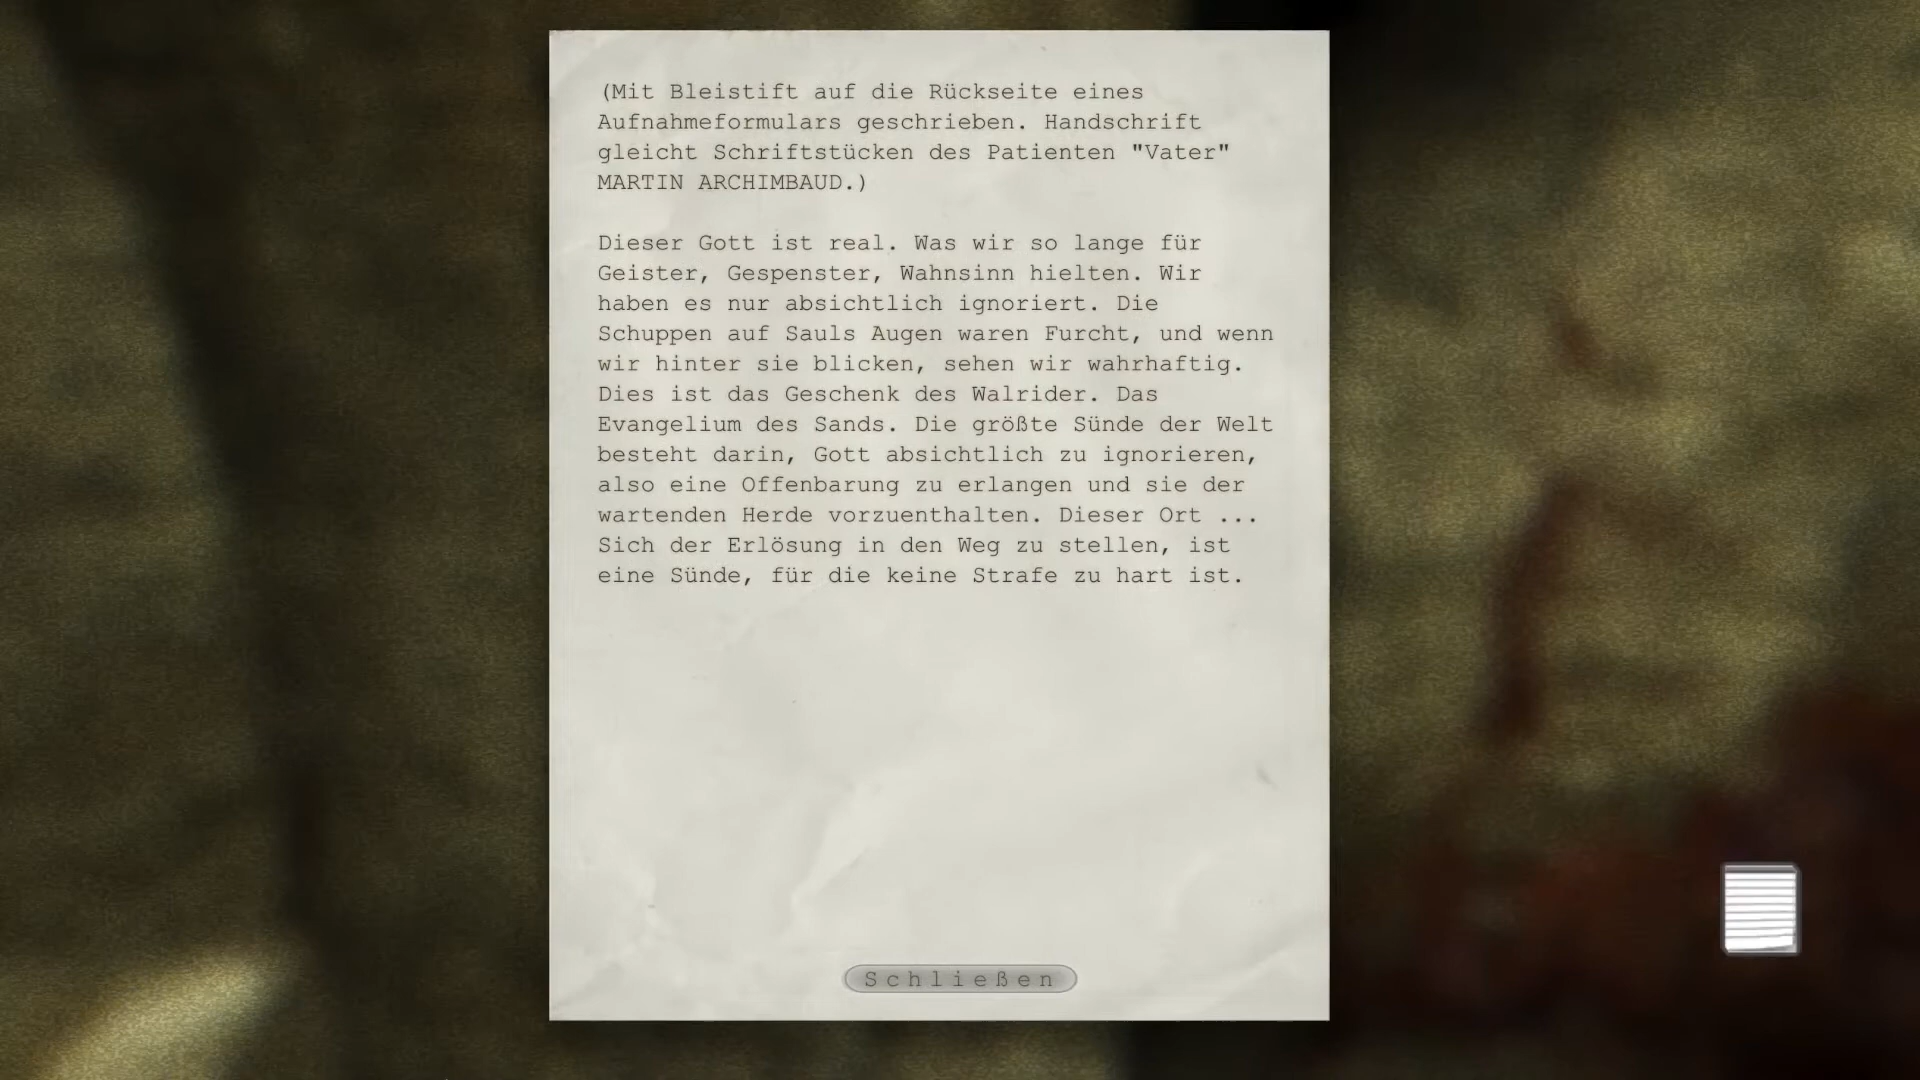 (Mit Bleistift auf die Rückseite eines
Aufnahmeformulars geschrieben. Handschrift
gleicht Schriftstücken des Patienten "Vater"
MARTIN ARCHIMBAUD.)
Dieser Gott ist real. Was wir so lange für
Geister, Gespenster, Wahnsinn hielten. Wir
haben es nur absichtlich ignoriert. Die
Schuppen auf Sauls Augen waren Furcht, und wenn
wir hinter sie blicken, sehen wir wahrhaftig.
Dies ist das Geschenk des Walrider. Das
Evangelium des Sands. Die größte Sünde der Welt
besteht darin, Gott absichtlich zu ignorieren,
also eine Offenbarung zu erlangen und sie der
wartenden Herde vorzuenthalten. Dieser Ort ...
Sich der Erlösung in den Weg zu stellen, ist
eine Sünde, für die keine Strafe zu hart ist.
Schließen